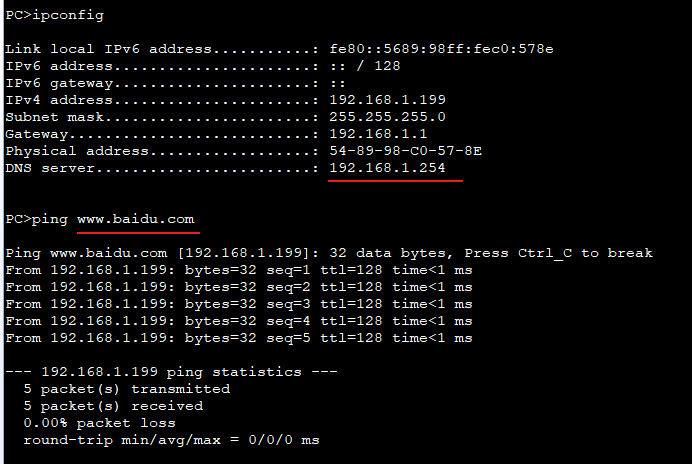 PC>ipconfig
Link local IPv6 address...........: fe80::5689:98ff:fec0:578e
IPv6 address......................: :: / 128
IPv6 gateway......................: ::
IPv4 address......................: 192.168.1.199
Subnet mask.......................: 255.255.255.0
Gateway...........................: 192.168.1.1
Physical address..................: 54-89-98-C0-57-8E
DNS server........................: 192.168.1.254
PC>ping www.baidu.com
Ping www.baidu.com [192.168.1.199]: 32 data bytes, Press Ctrl_C to break
From 192.168.1.199: bytes=32 seq=1 ttl=128 time<1 ms
From 192.168.1.199: bytes=32 seq=2 ttl=128 time<1 ms
From 192.168.1.199: bytes=32 seq=3 ttl=128 time<1 ms
From 192.168.1.199: bytes=32 seq=4 ttl=128 time<1 ms
From 192.168.1.199: bytes=32 seq=5 ttl=128 time<1 ms
--- 192.168.1.199 ping statistics ---
5 packet(s) transmitted
5 packet(s) received
0.00% packet loss
round-trip min/avg/max = 0/0/0 ms